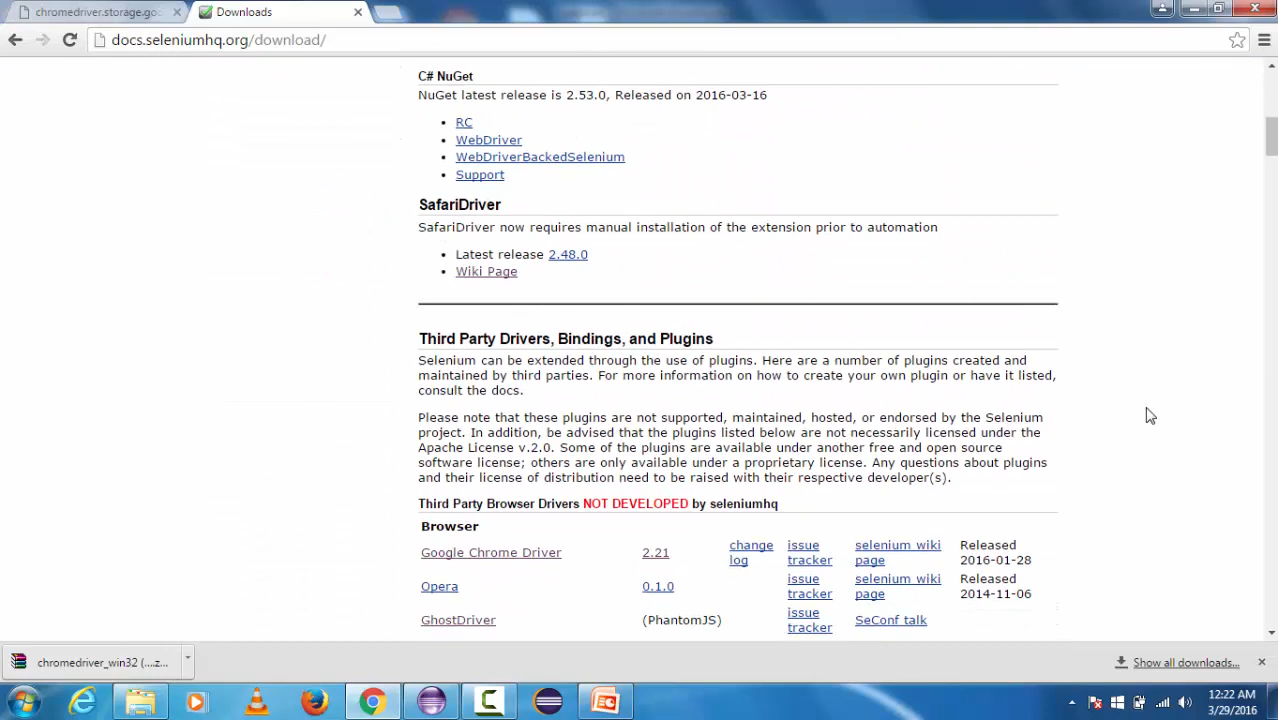 chromedriver.storage.go
Downloads
docs.seleniumhq.org/download/
C# NuGet
NuGet latest release is 2.53.0, Released on 2016-03-16
• RC
• WebDriver
• WebDriverBackedSelenium
• Support
SafariDriver
SafariDriver now requires manual installation of the extension prior to automation
• Latest release 2.48.0
• Wiki Page
Third Party Drivers, Bindings, and Plugins
Selenium can be extended through the use of plugins. Here are a number of plugins created and
maintained by third parties. For more information on how to create your own plugin or have it listed,
consult the docs.
Please note that these plugins are not supported, maintained, hosted, or endorsed by the Selenium
project. In addition, be advised that the plugins listed below are not necessarily licensed under the
Apache License v.2.0. Some of the plugins are available under another free and open source
software license; others are only available under a proprietary license. Any questions about plugins
and their license of distribution need to be raised with their respective developer(s).
Third Party Browser Drivers NOT DEVELOPED by seleniumhq
Browser
Google Chrome Driver 2.21 change log issue tracker selenium wiki page Released 2016-01-28
Opera 0.1.0 issue tracker selenium wiki page Released 2014-11-06
GhostDriver (PhantomJS) issue tracker SeConf talk
chromedriver_win32 (....z...
Show all downloads...
12:22 AM
3/29/2016